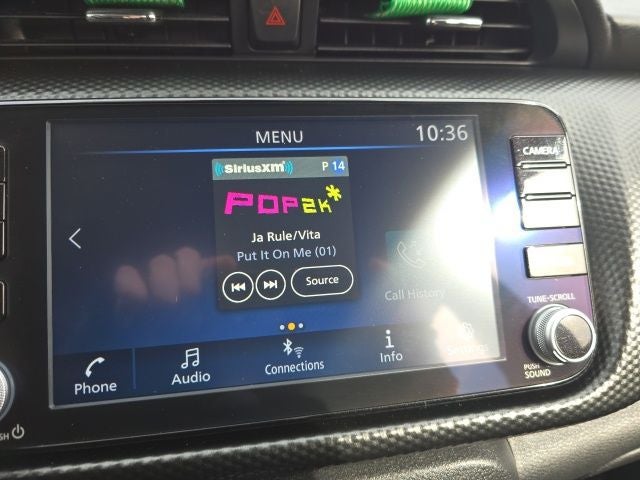 MENU
10:36
SiriusXM
P 14
POP2K*
Ja Rule/Vita
Put It On Me (01)
Source
Call History
Phone
Audio
Connections
Info
Settings
CAMERA
TUNE·SCROLL
PUSH
SOUND